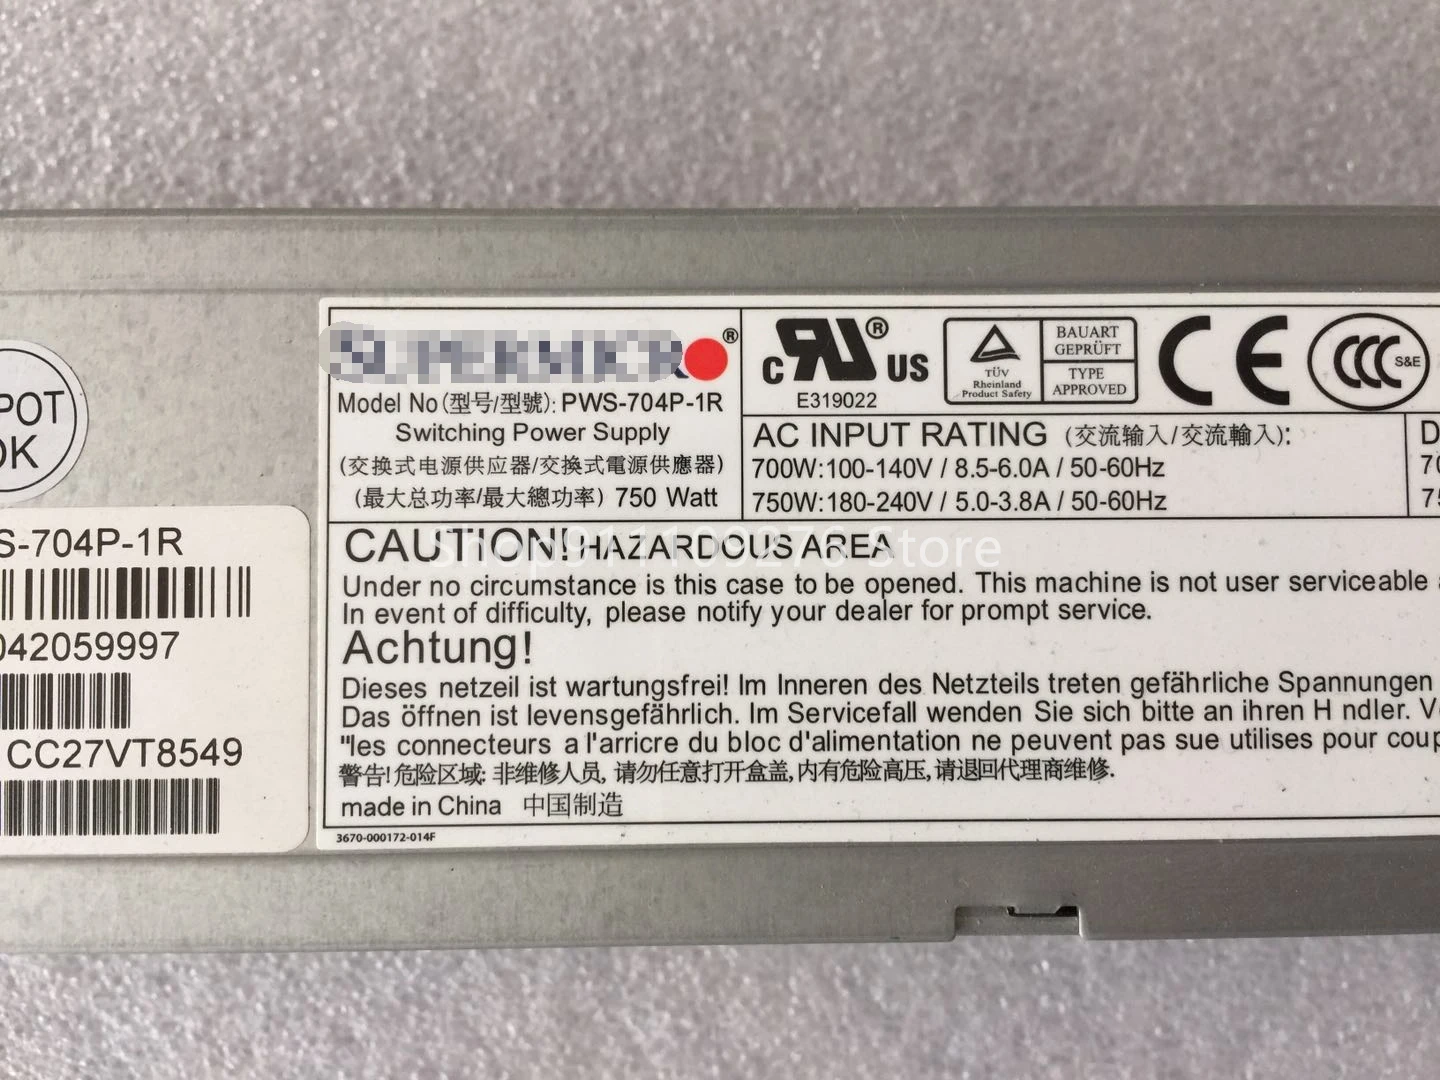 POT
OK
S-704P-1R
042059997
CC27VT8549
SUPERMICR ®
Model No(型号/型號): PWS-704P-1R
Switching Power Supply
(交换式电源供应器/交換式電源供應器)
(最大总功率/最大總功率) 750 Watt
c RU ® US
E319022
TÜV
Rheinland
Product Safety
BAUART
GEPRÜFT
TYPE
APPROVED
CE
CCC S&E
AC INPUT RATING (交流输入/交流輸入):
700W:100-140V / 8.5-6.0A / 50-60Hz
750W:180-240V / 5.0-3.8A / 50-60Hz
D
70
75
CAUTION! HAZARDOUS AREA
Shop911109276 Store
Under no circumstance is this case to be opened. This machine is not user serviceable
In event of difficulty, please notify your dealer for prompt service.
Achtung!
Dieses netzeil ist wartungsfrei! Im Inneren des Netzteils treten gefährliche Spannungen
Das öffnen ist levensgefährlich. Im Servicefall wenden Sie sich bitte an ihren H ndler. V
"les connecteurs a l'arricre du bloc d'alimentation ne peuvent pas sue utilises pour coup
警告! 危险区域: 非维修人员, 请勿任意打开盒盖, 内有危险高压, 请退回代理商维修.
made in China 中国制造
3670-000172-014F